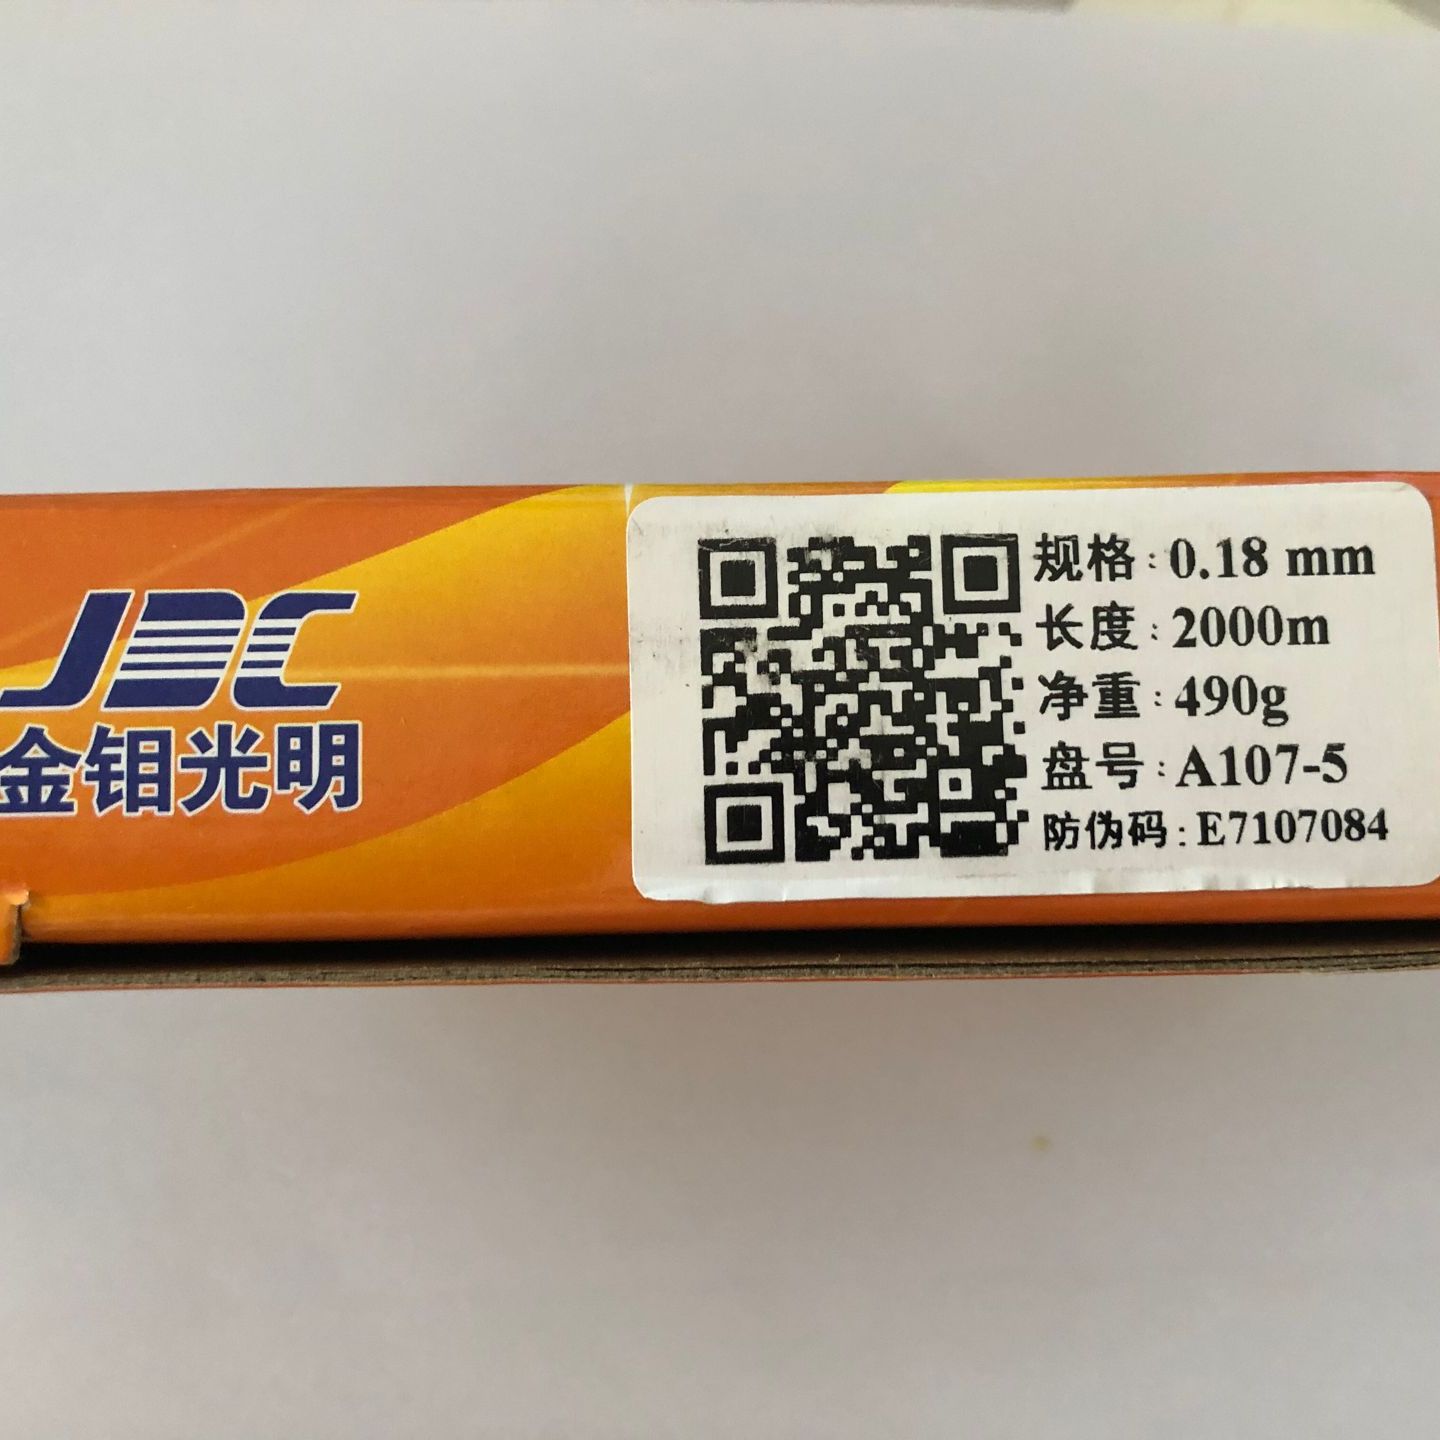 JDC
金钼光明
规格:0.18 mm
长度:2000m
净重:490g
盘号:A107-5
防伪码:E7107084